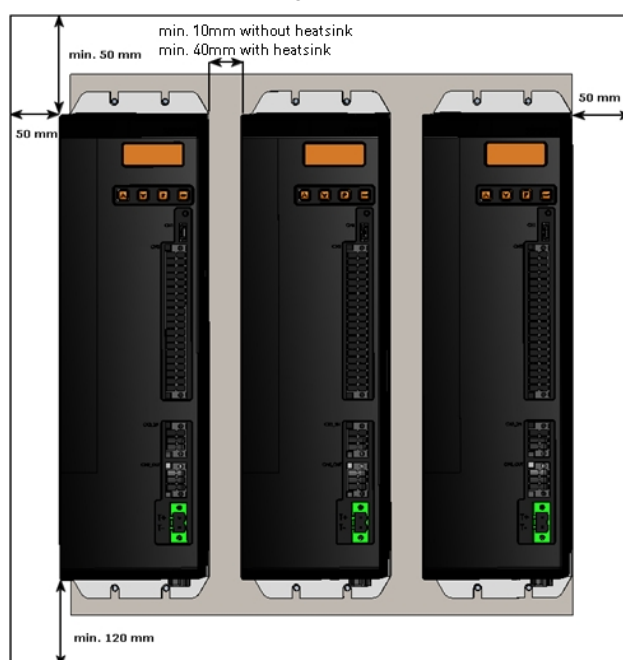 min. 10mm without heatsink
min. 40mm with heatsink
min. 50 mm
50 mm
50 mm
T+
T-
T+
T-
T+
T-
min. 120 mm